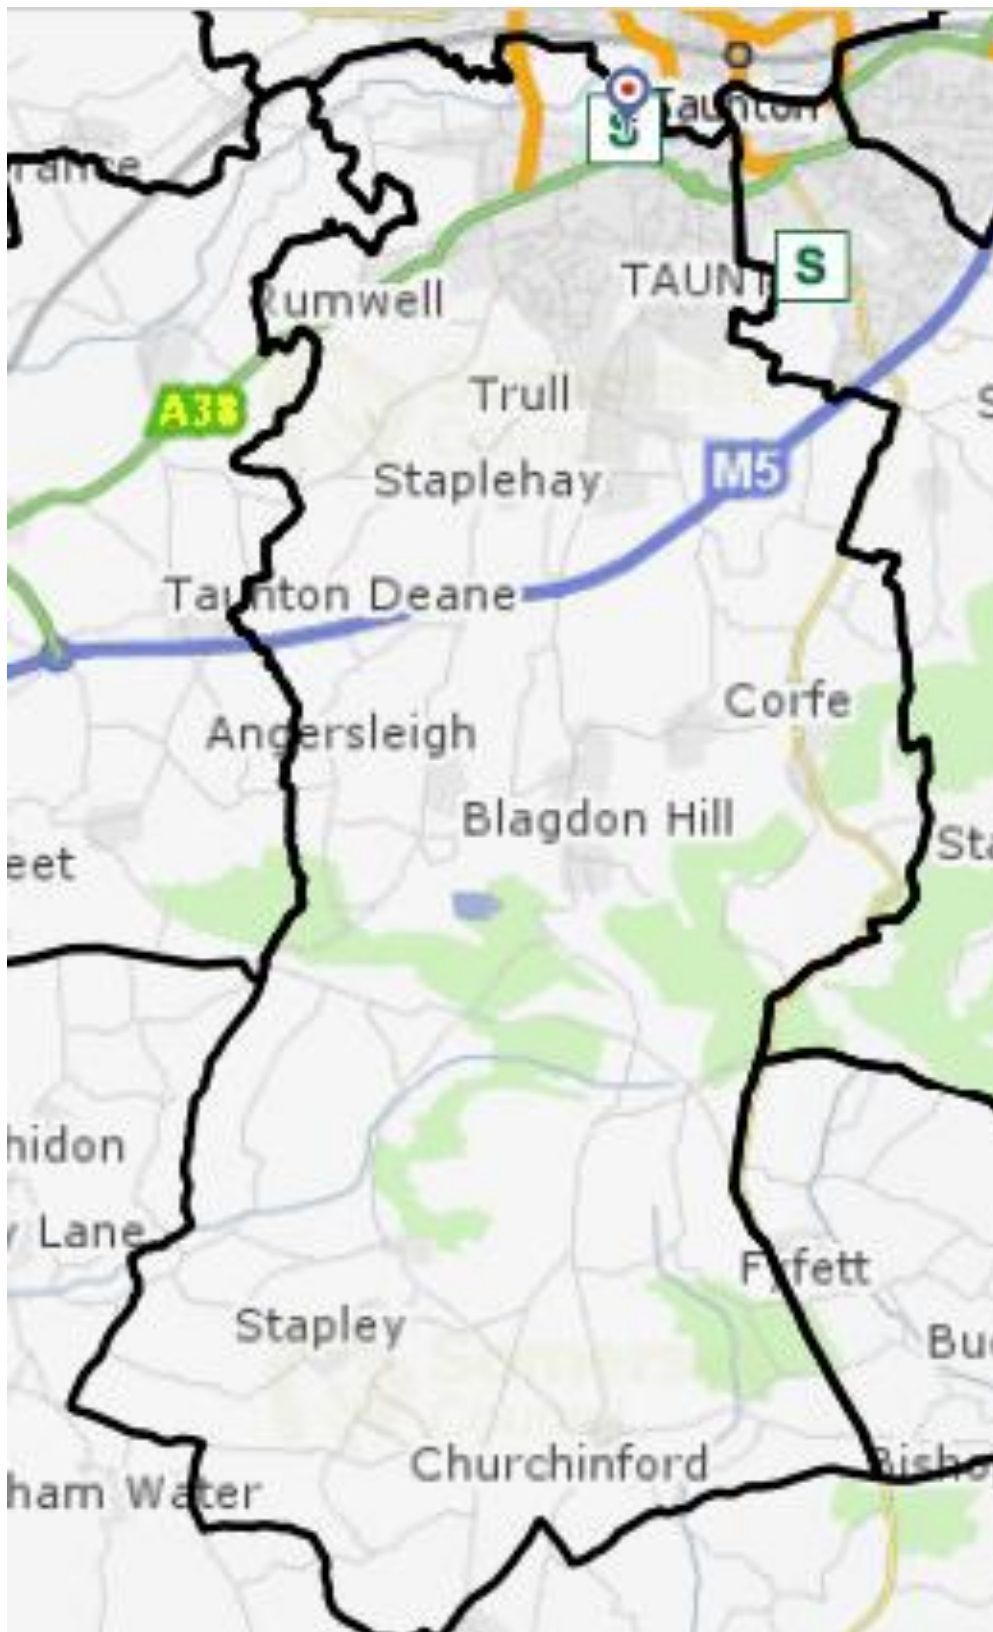 Taunton
S
TAUNT
S
Rumwell
Trull
A38
M5
Staplehay
Taunton Deane
Corfe
Angersleigh
Blagdon Hill
Sta
eet
nidon
y Lane
Fyfett
Stapley
Bu
Churchinford
Bisho
ham Water